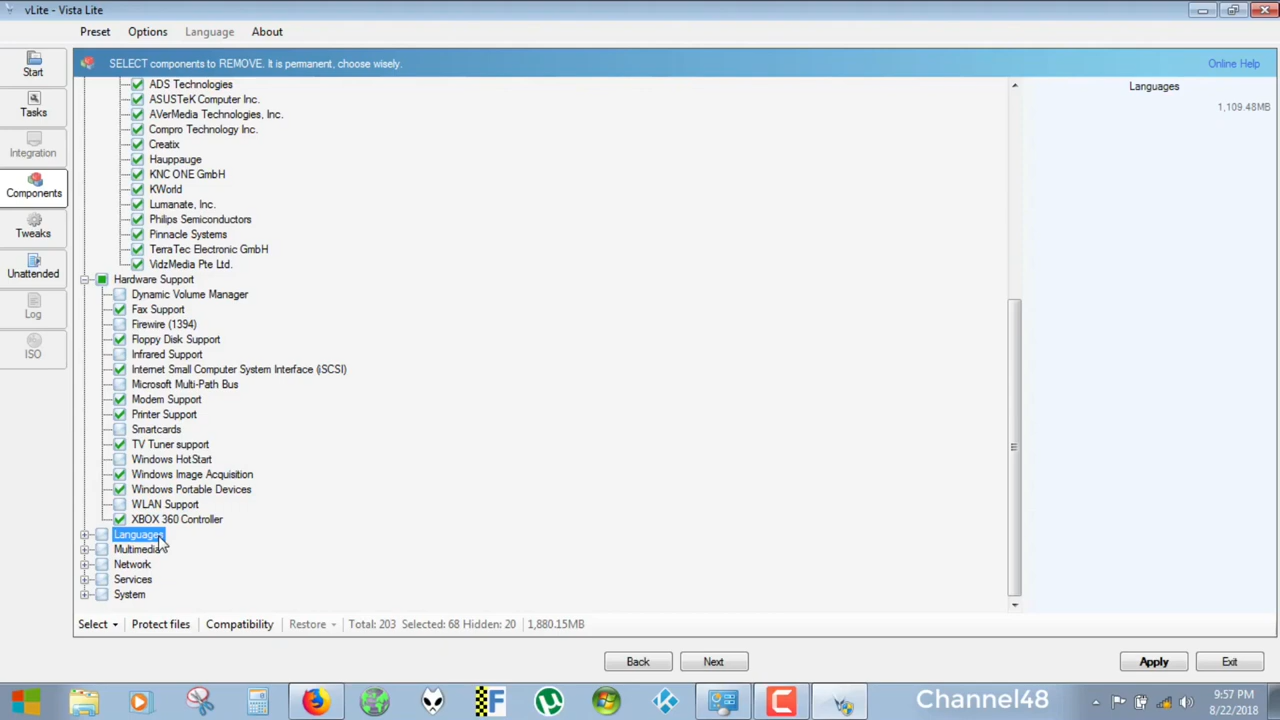 vLite - Vista Lite
Preset Options Language About
SELECT components to REMOVE. It is permanent, choose wisely. Online Help
Start
Tasks
Integration
Components
Tweaks
Unattended
Log
ISO
ADS Technologies
ASUSTeK Computer Inc.
AVerMedia Technologies, Inc.
Compro Technology Inc.
Creatix
Hauppauge
KNC ONE GmbH
KWorld
Lumanate, Inc.
Philips Semiconductors
Pinnacle Systems
TerraTec Electronic GmbH
VidzMedia Pte Ltd.
Hardware Support
Dynamic Volume Manager
Fax Support
Firewire (1394)
Floppy Disk Support
Infrared Support
Internet Small Computer System Interface (iSCSI)
Microsoft Multi-Path Bus
Modem Support
Printer Support
Smartcards
TV Tuner support
Windows HotStart
Windows Image Acquisition
Windows Portable Devices
WLAN Support
XBOX 360 Controller
Languages
Multimedia
Network
Services
System
Languages
1,109.48MB
Select Protect files Compatibility Restore Total: 203 Selected: 68 Hidden: 20 1,880.15MB
Back Next Apply Exit
Channel48
9:57 PM
8/22/2018